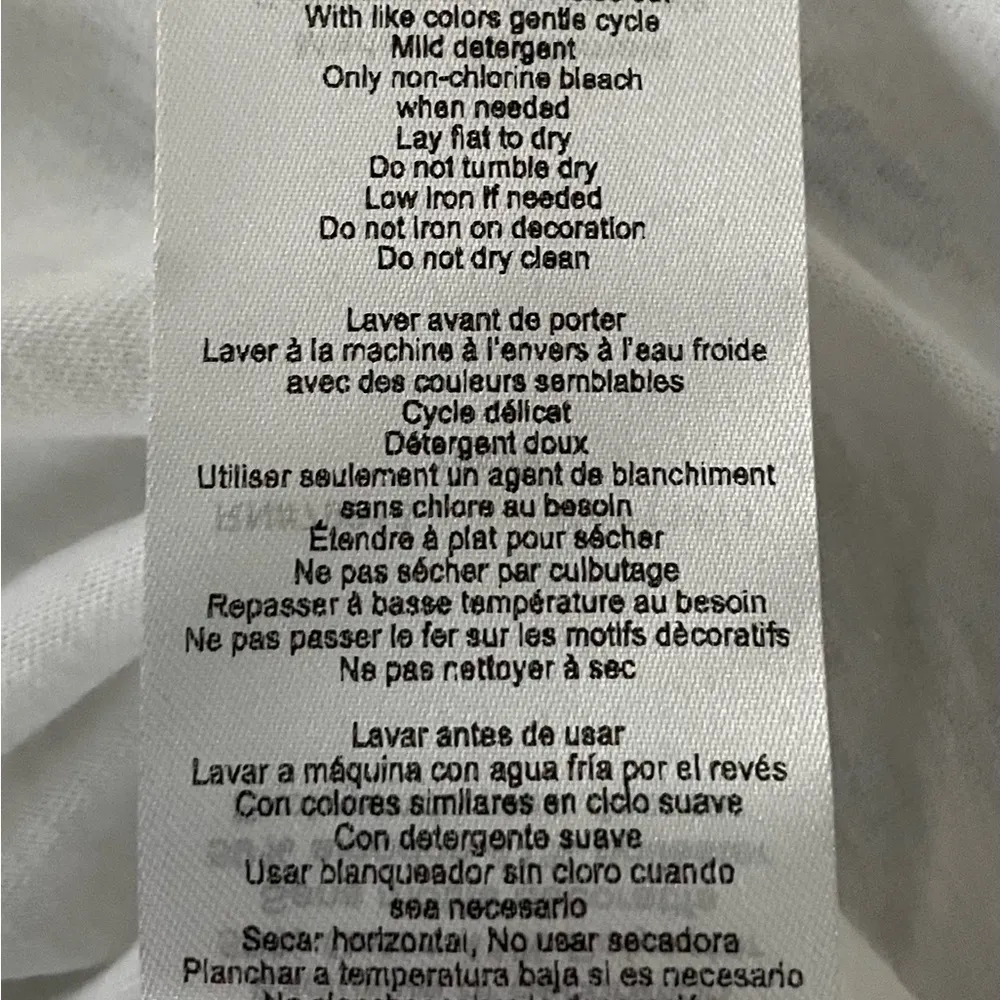 With like colors gentle cycle
Mild detergent
Only non-chlorine bleach
when needed
Lay flat to dry
Do not tumble dry
Low Iron If needed
Do not Iron on decoration
Do not dry clean
Laver avant de porter
Laver à la machine à l'envers à l'eau froide
avec des couleurs semblables
Cycle délicat
Détergent doux
Utiliser seulement un agent de blanchiment
sans chlore au besoin
Étendre à plat pour sécher
Ne pas sécher par culbutage
Repasser à basse température au besoin
Ne pas passer le fer sur les motifs dècoratifs
Ne pas nettoyer à sec
Lavar antes de usar
Lavar a máquina con agua fría por el revés
Con colores similares en ciclo suave
Con detergente suave
Usar blanqueador sin cloro cuando
sea necesario
Secar horizontal, No usar secadora
Planchar a temperatura baja si es necesario